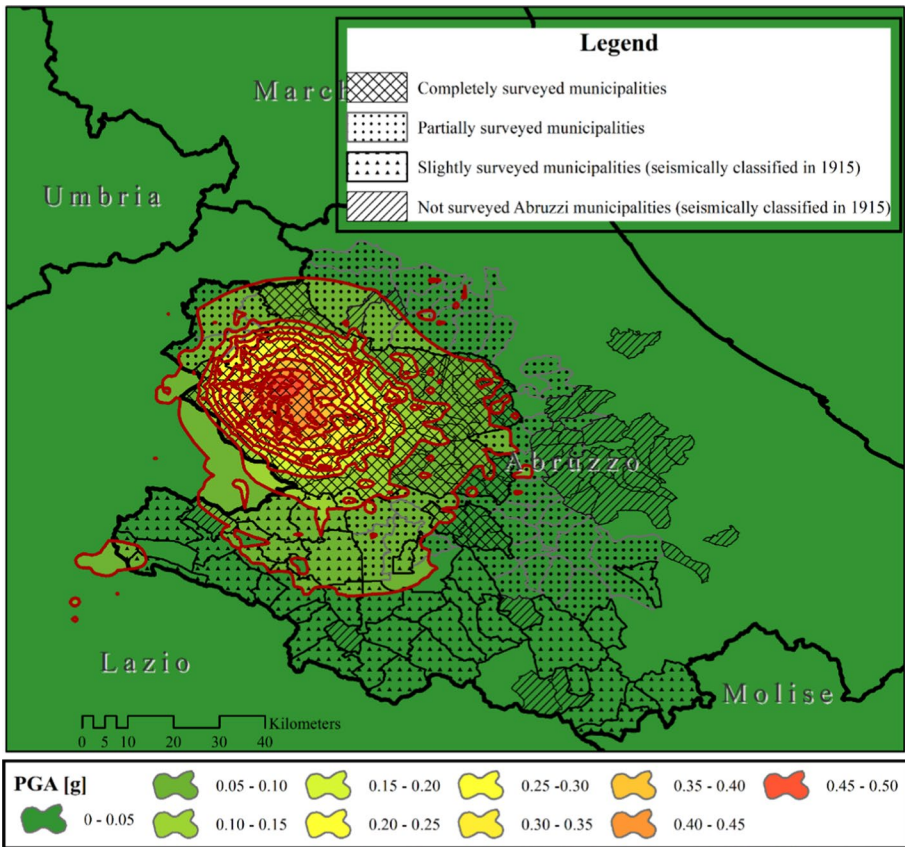 Legend
March
Completely surveyed municipalities
Partially surveyed municipalities
Slightly surveyed municipalities (seismically classified in 1915)
Umbria
Not surveyed Abruzzi municipalities (seismically classified in 1915)
Abruzzo
Lazio
Molise
Kilometers
0 5 10 20 30 40
PGA [g]
0 - 0.05
0.05 - 0.10
0.15 - 0.20
0.25 -0.30
0.35 - 0.40
0.45 - 0.50
0.10 - 0.15
0.20 - 0.25
0.30 - 0.35
0.40 - 0.45